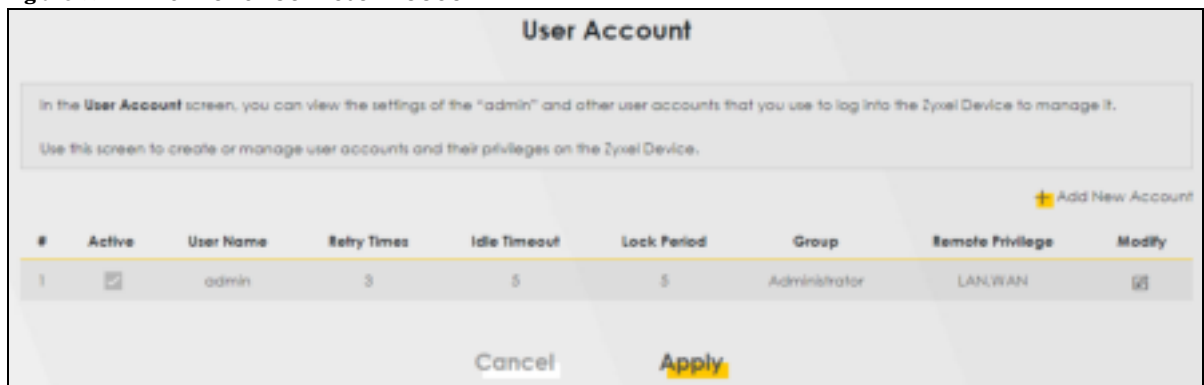 User Account
In the User Account screen, you can view the settings of the "admin" and other user accounts that you use to log into the Zyxel Device to manage it.
Use this screen to create or manage user accounts and their privileges on the Zyxel Device.
+ Add New Account
# Active User Name Retry Times Idle Timeout Lock Period Group Remote Privilege Modify
1 admin 3 5 5 Administrator LAN,WAN
Cancel Apply